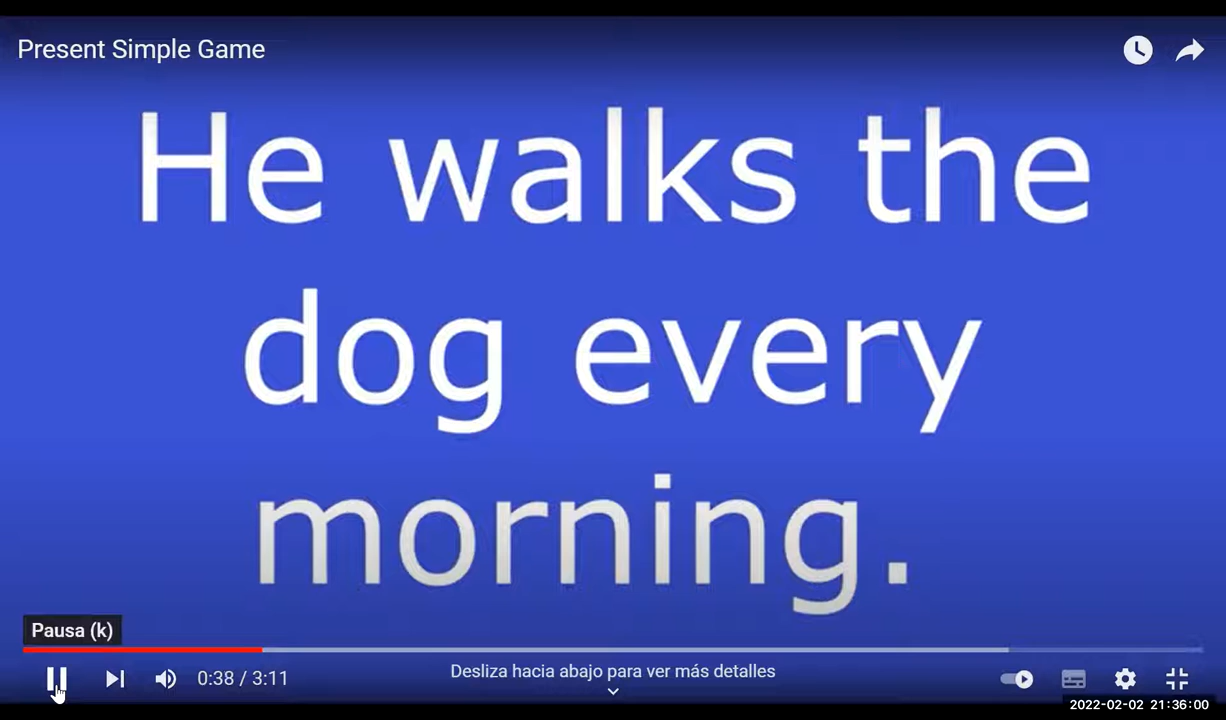 Present Simple Game
He walks the
dog every
morning.
Pausa (k)
0:38 / 3:11
Desliza hacia abajo para ver más detalles
2022-02-02 21:36:00